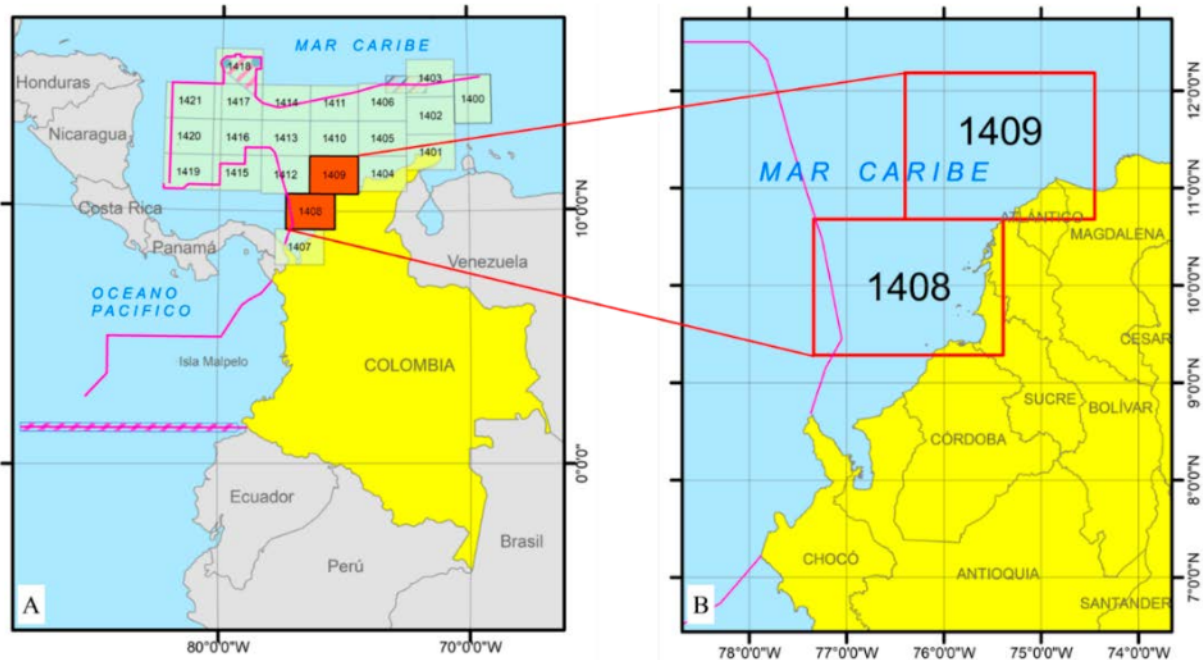 MAR CARIBE
Honduras
Nicaragua
Costa Rica
Panamá
OCEANO
PACIFICO
Isla Malpelo
COLOMBIA
Venezuela
Ecuador
Perú
Brasil
1418
1403
1421
1417
1414
1411
1406
1400
1402
1420
1416
1413
1410
1405
1401
1419
1415
1412
1409
1404
1408
1407
10°0'0"N
0°0'0"
80°0'0"W
70°0'0"W
A
1409
MAR CARIBE
1408
ATLÁNTICO
MAGDALENA
CESAR
SUCRE
BOLÍVAR
CÓRDOBA
CHOCÓ
ANTIOQUIA
SANTANDER
12°0'0"N
11°0'0"N
10°0'0"N
9°0'0"N
8°0'0"N
7°0'0"N
78°0'0"W
77°0'0"W
76°0'0"W
75°0'0"W
74°0'0"W
B